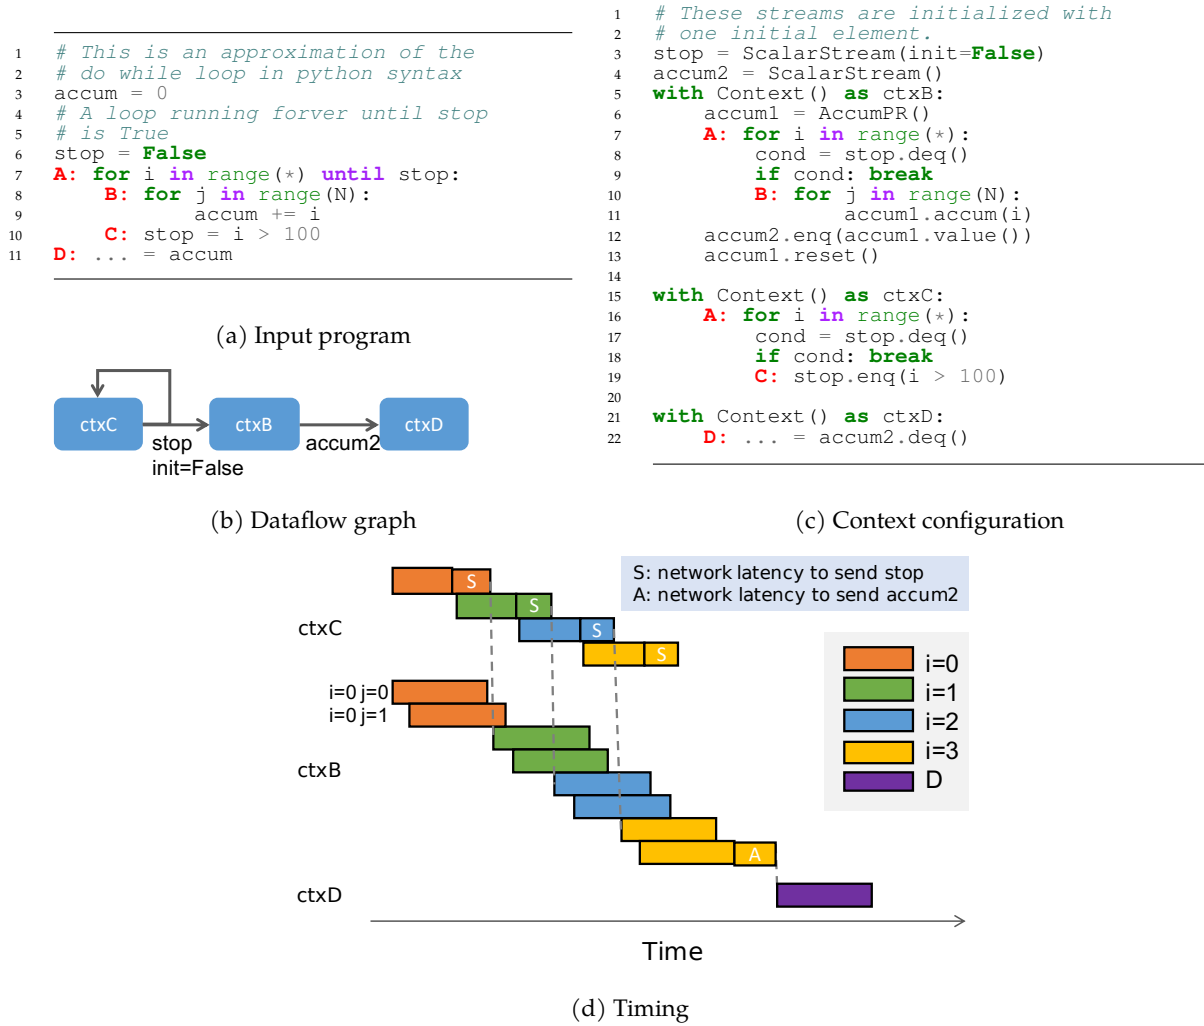 1 # This is an approximation of the
2 # do while loop in python syntax
3 accum = 0
4 # A loop running forver until stop
5 # is True
6 stop = False
7 A: for i in range(*) until stop:
8 B: for j in range(N):
9 accum += i
10 C: stop = i > 100
11 D: ... = accum
(a) Input program
ctxC
ctxB
ctxD
stop
init=False
accum2
(b) Dataflow graph
1 # These streams are initialized with
2 # one initial element.
3 stop = ScalarStream(init=False)
4 accum2 = ScalarStream()
5 with Context() as ctxB:
6 accum1 = AccumPR()
7 A: for i in range(*):
8 cond = stop.deq()
9 if cond: break
10 B: for j in range(N):
11 accum1.accum(i)
12 accum2.enq(accum1.value())
13 accum1.reset()
14
15 with Context() as ctxC:
16 A: for i in range(*):
17 cond = stop.deq()
18 if cond: break
19 C: stop.enq(i > 100)
20
21 with Context() as ctxD:
22 D: ... = accum2.deq()
(c) Context configuration
S: network latency to send stop
A: network latency to send accum2
S
S
S
S
ctxC
i=0 j=0
i=0 j=1
ctxB
A
ctxD
i=0
i=1
i=2
i=3
D
Time
(d) Timing